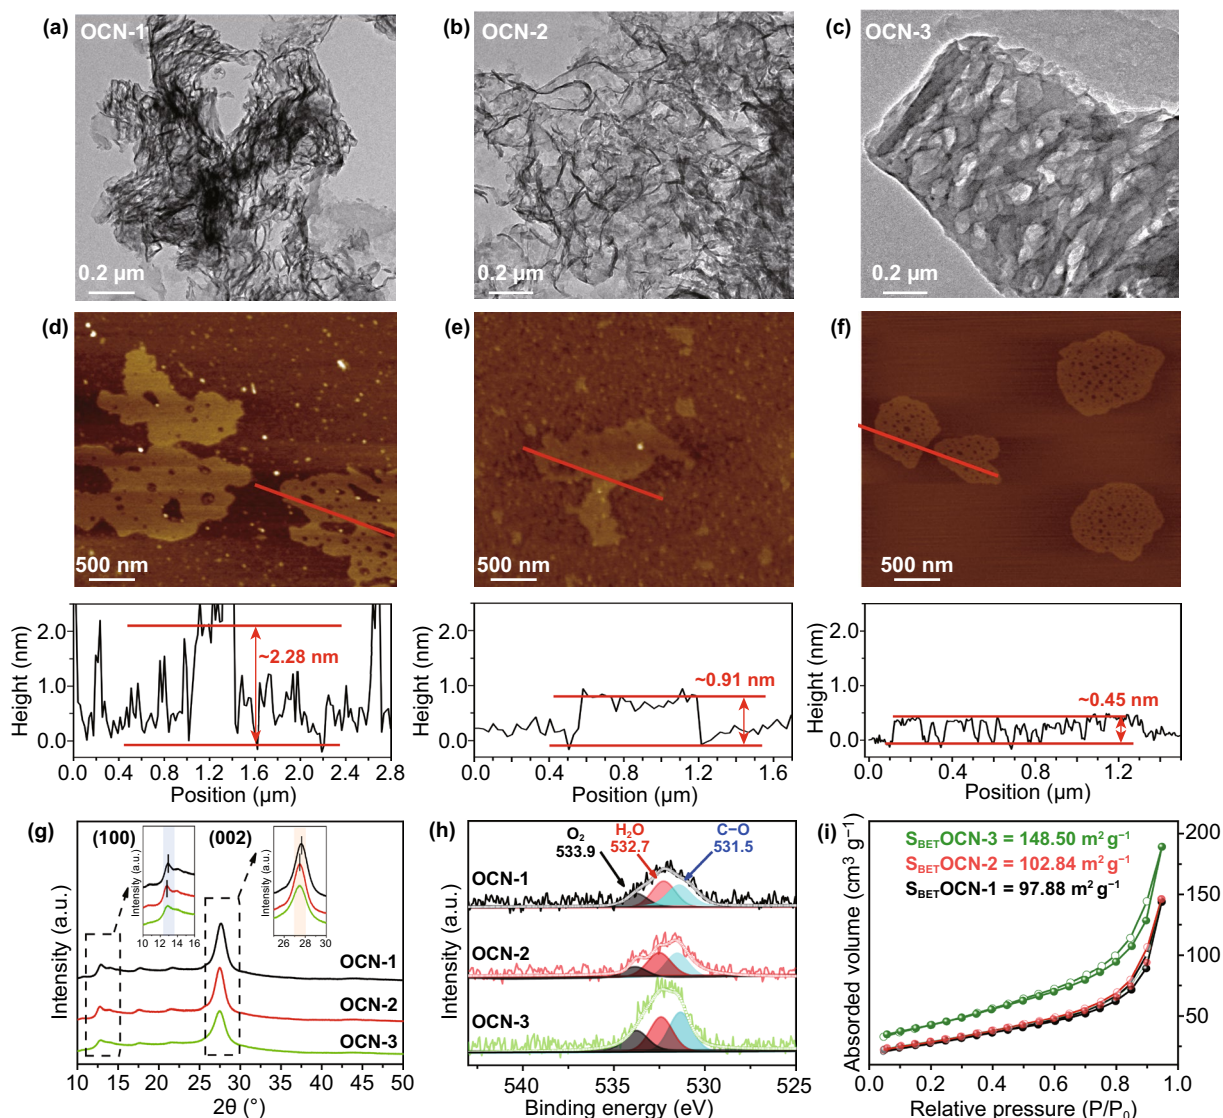 (a) OCN-1
0.2 μm
(b) OCN-2
0.2 μm
(c) OCN-3
0.2 μm
(d)
500 nm
(e)
500 nm
(f)
500 nm
Height (nm)
2.0
1.0
0.0
~2.28 nm
0.0 0.4 0.8 1.2 1.6 2.0 2.4 2.8
Position (μm)
Height (nm)
2.0
1.0
0.0
~0.91 nm
0.0 0.4 0.8 1.2 1.6
Position (μm)
Height (nm)
2.0
1.0
0.0
~0.45 nm
0.0 0.4 0.8 1.2
Position (μm)
(g)
(100)
(002)
Intensity (a.u.)
10 12 14 16
Intensity (a.u.)
26 28 30
Intensity (a.u.)
OCN-1
OCN-2
OCN-3
10 15 20 25 30 35 40 45 50
2θ (°)
(h)
O₂
533.9
H₂O
532.7
C−O
531.5
Intensity (a.u.)
OCN-1
OCN-2
OCN-3
540 535 530 525
Binding energy (eV)
(i)
S_BET OCN-3 = 148.50 m² g⁻¹
S_BET OCN-2 = 102.84 m² g⁻¹
S_BET OCN-1 = 97.88 m² g⁻¹
Absorded volume (cm³ g⁻¹)
200
150
100
50
0.0 0.2 0.4 0.6 0.8 1.0
Relative pressure (P/P₀)